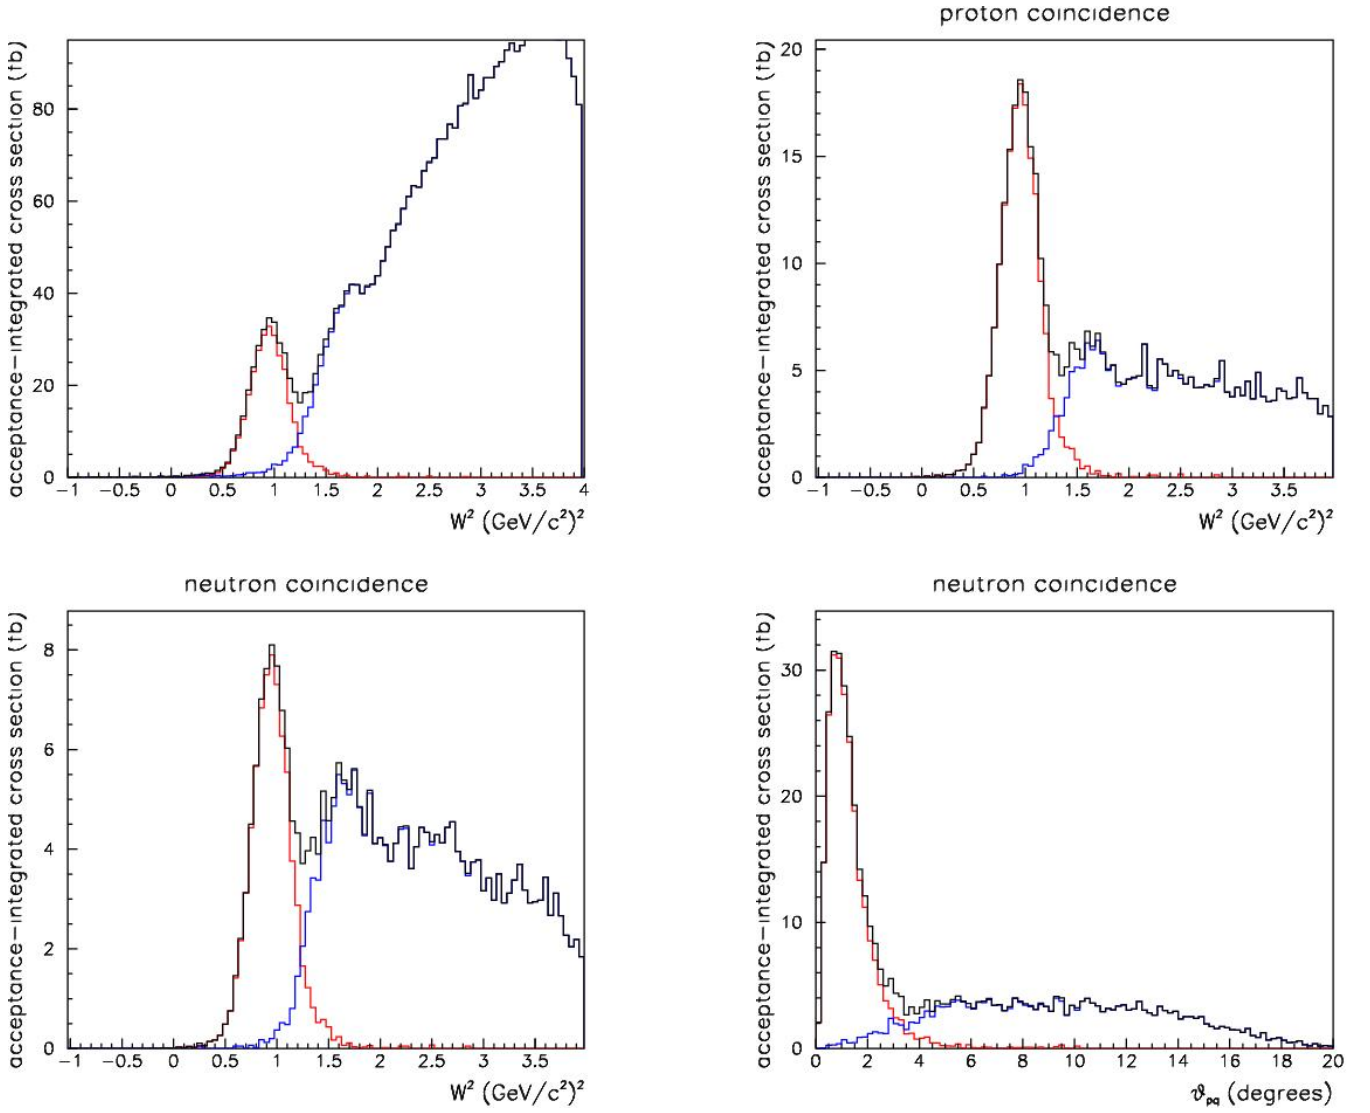 proton coincidence
acceptance−integrated cross section (fb)
80
60
40
20
0
−1 −0.5 0 0.5 1 1.5 2 2.5 3 3.5 4
W² (GeV/c²)²
acceptance−integrated cross section (fb)
20
15
10
5
0
−1 −0.5 0 0.5 1 1.5 2 2.5 3 3.5
W² (GeV/c²)²
neutron coincidence
acceptance−integrated cross section (fb)
8
6
4
2
0
−1 −0.5 0 0.5 1 1.5 2 2.5 3 3.5
W² (GeV/c²)²
neutron coincidence
acceptance−integrated cross section (fb)
30
20
10
0
0 2 4 6 8 10 12 14 16 18 20
ϑpq (degrees)